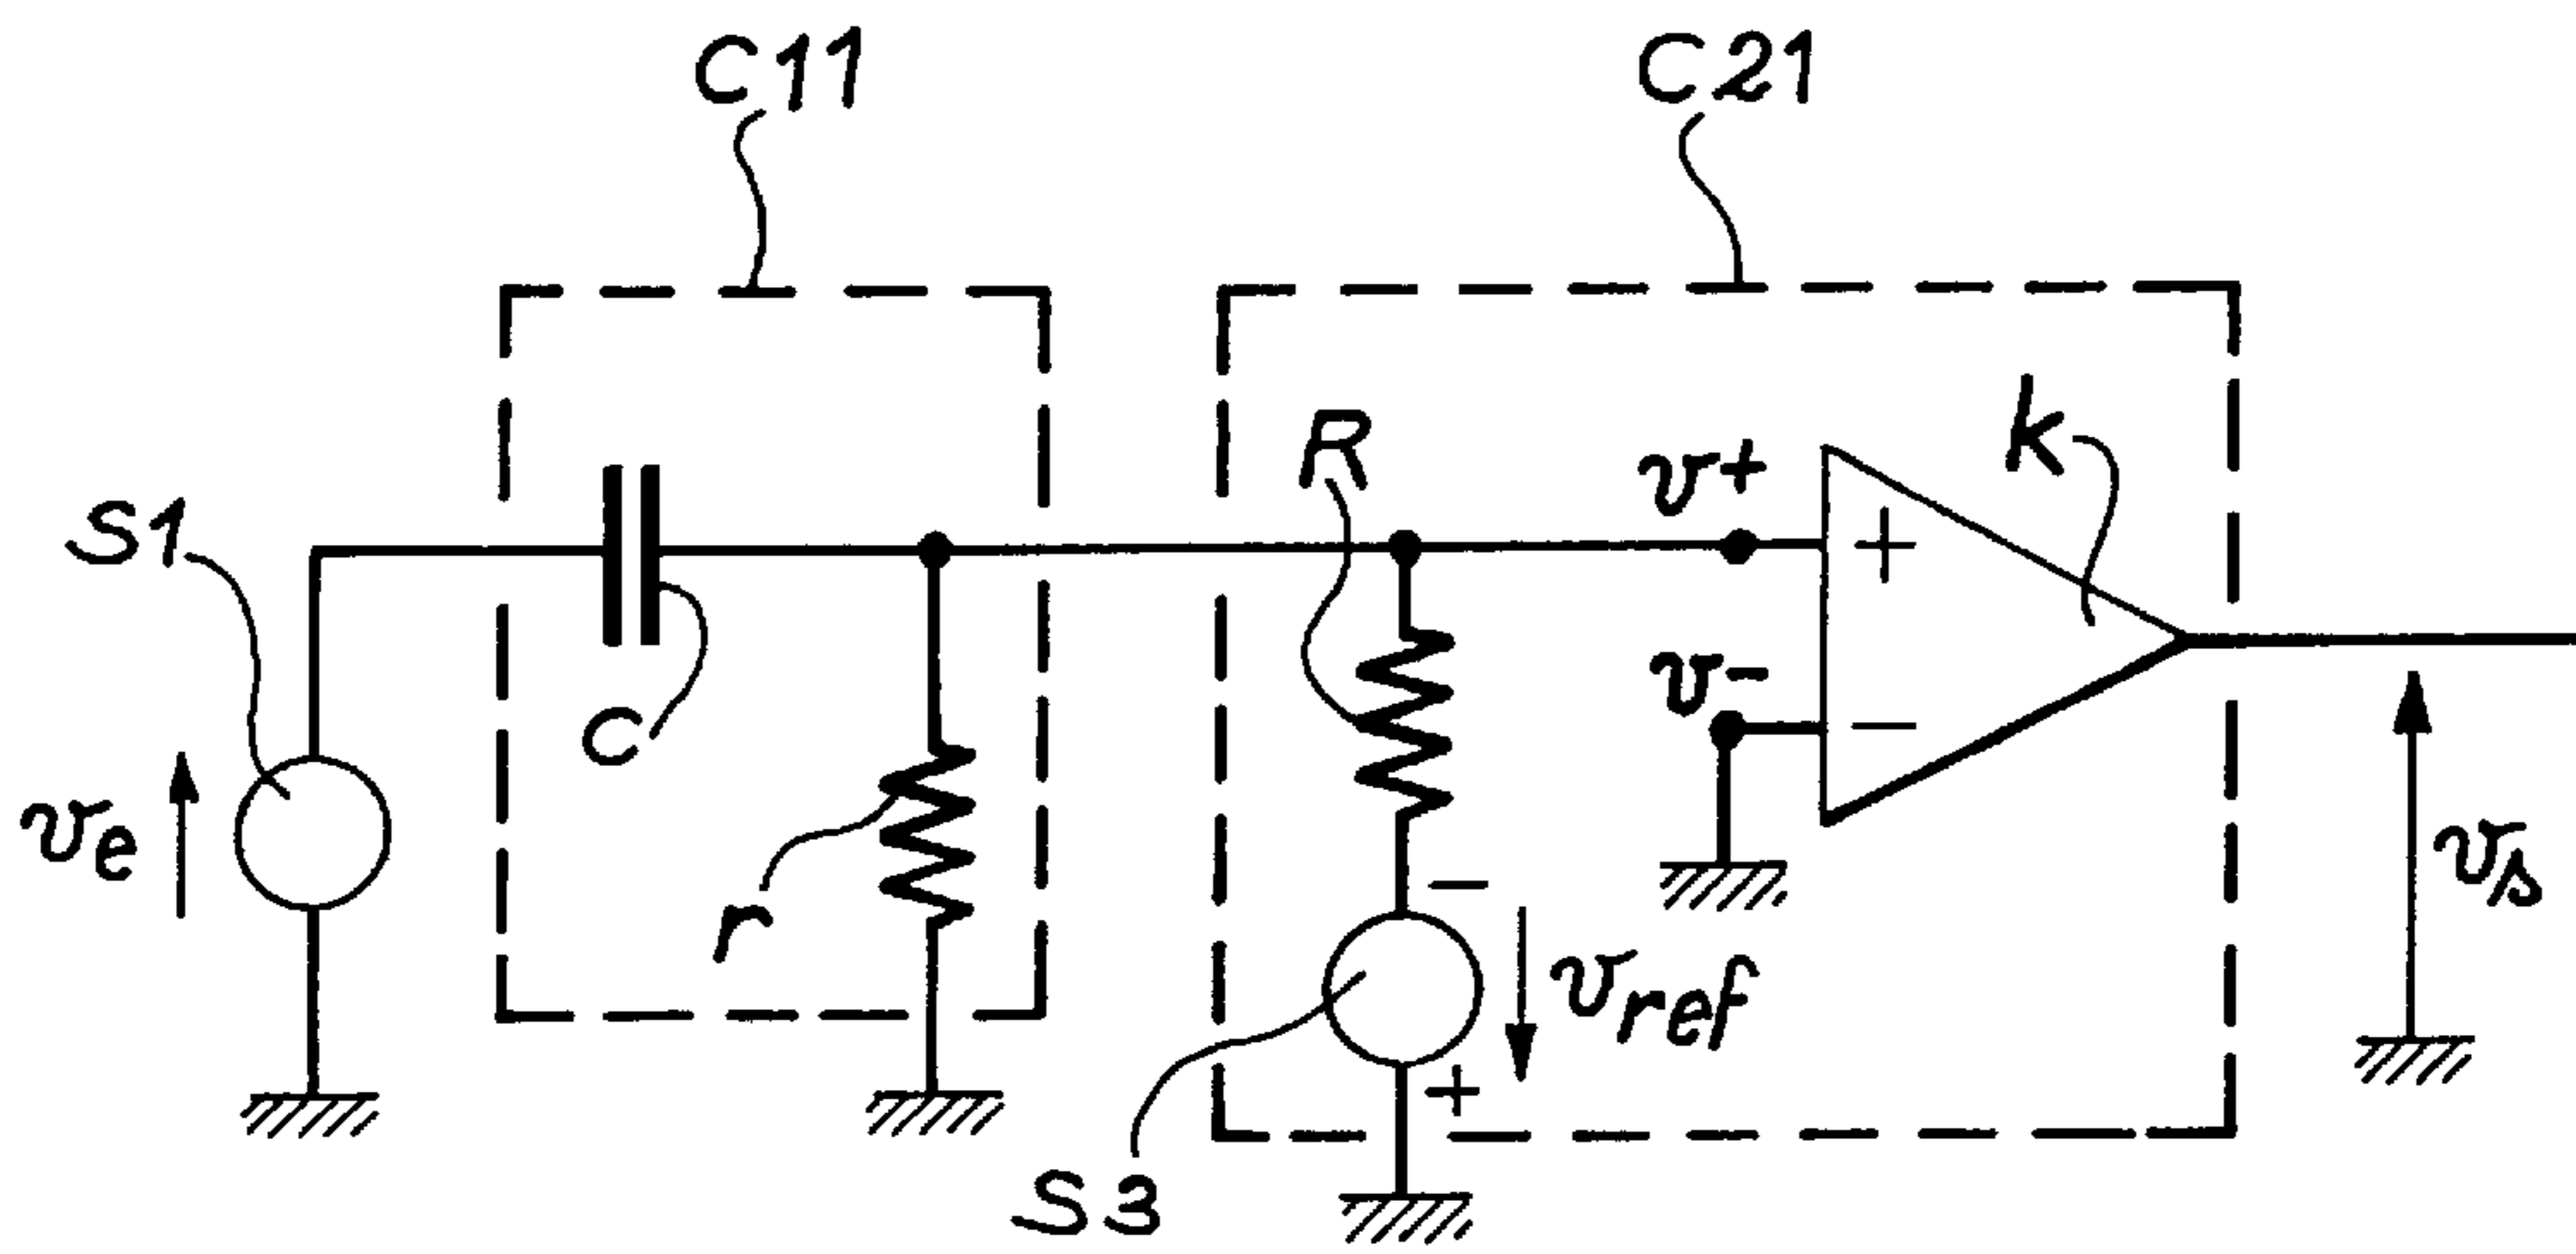 C11
C21
S1
C
r
R
k
v+
+
v-
−
ve
−
vref
+
vs
S3